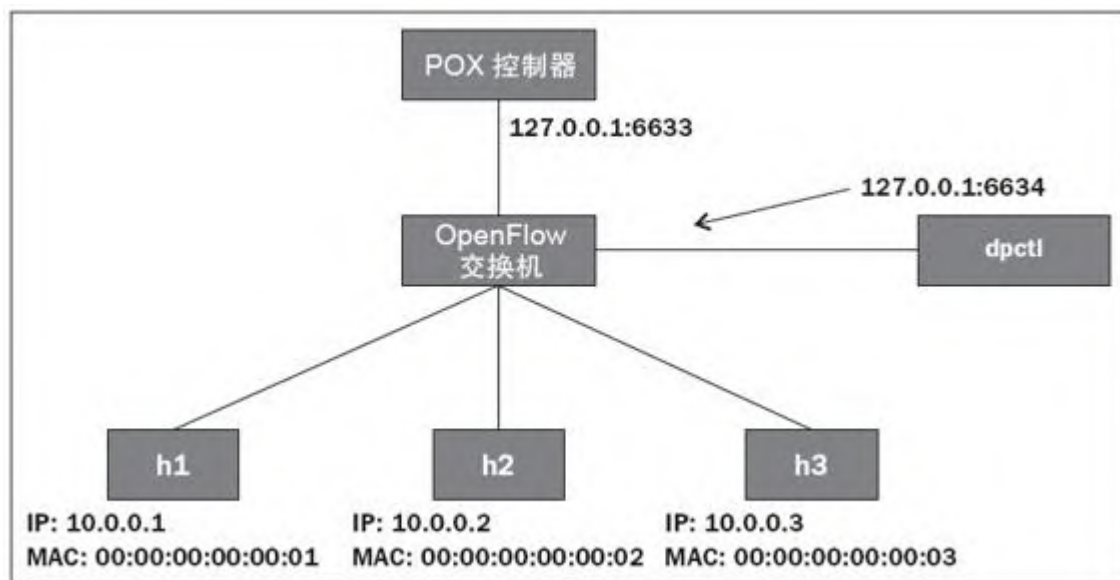 POX 控制器
127.0.0.1:6633
127.0.0.1:6634
OpenFlow
交换机
dpctl
h1
h2
h3
IP: 10.0.0.1
MAC: 00:00:00:00:00:01
IP: 10.0.0.2
MAC: 00:00:00:00:00:02
IP: 10.0.0.3
MAC: 00:00:00:00:00:03